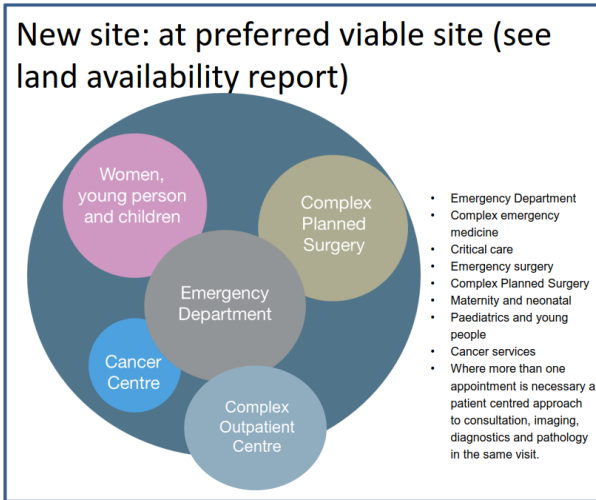 New site: at preferred viable site (see
land availability report)
Women,
young person
and children
Complex
Planned
Surgery
Emergency
Department
Cancer
Centre
Complex
Outpatient
Centre
• Emergency Department
• Complex emergency
medicine
• Critical care
• Emergency surgery
• Complex Planned Surgery
• Maternity and neonatal
• Paediatrics and young
people
• Cancer services
• Where more than one
appointment is necessary a
patient centred approach
to consultation, imaging,
diagnostics and pathology
in the same visit.